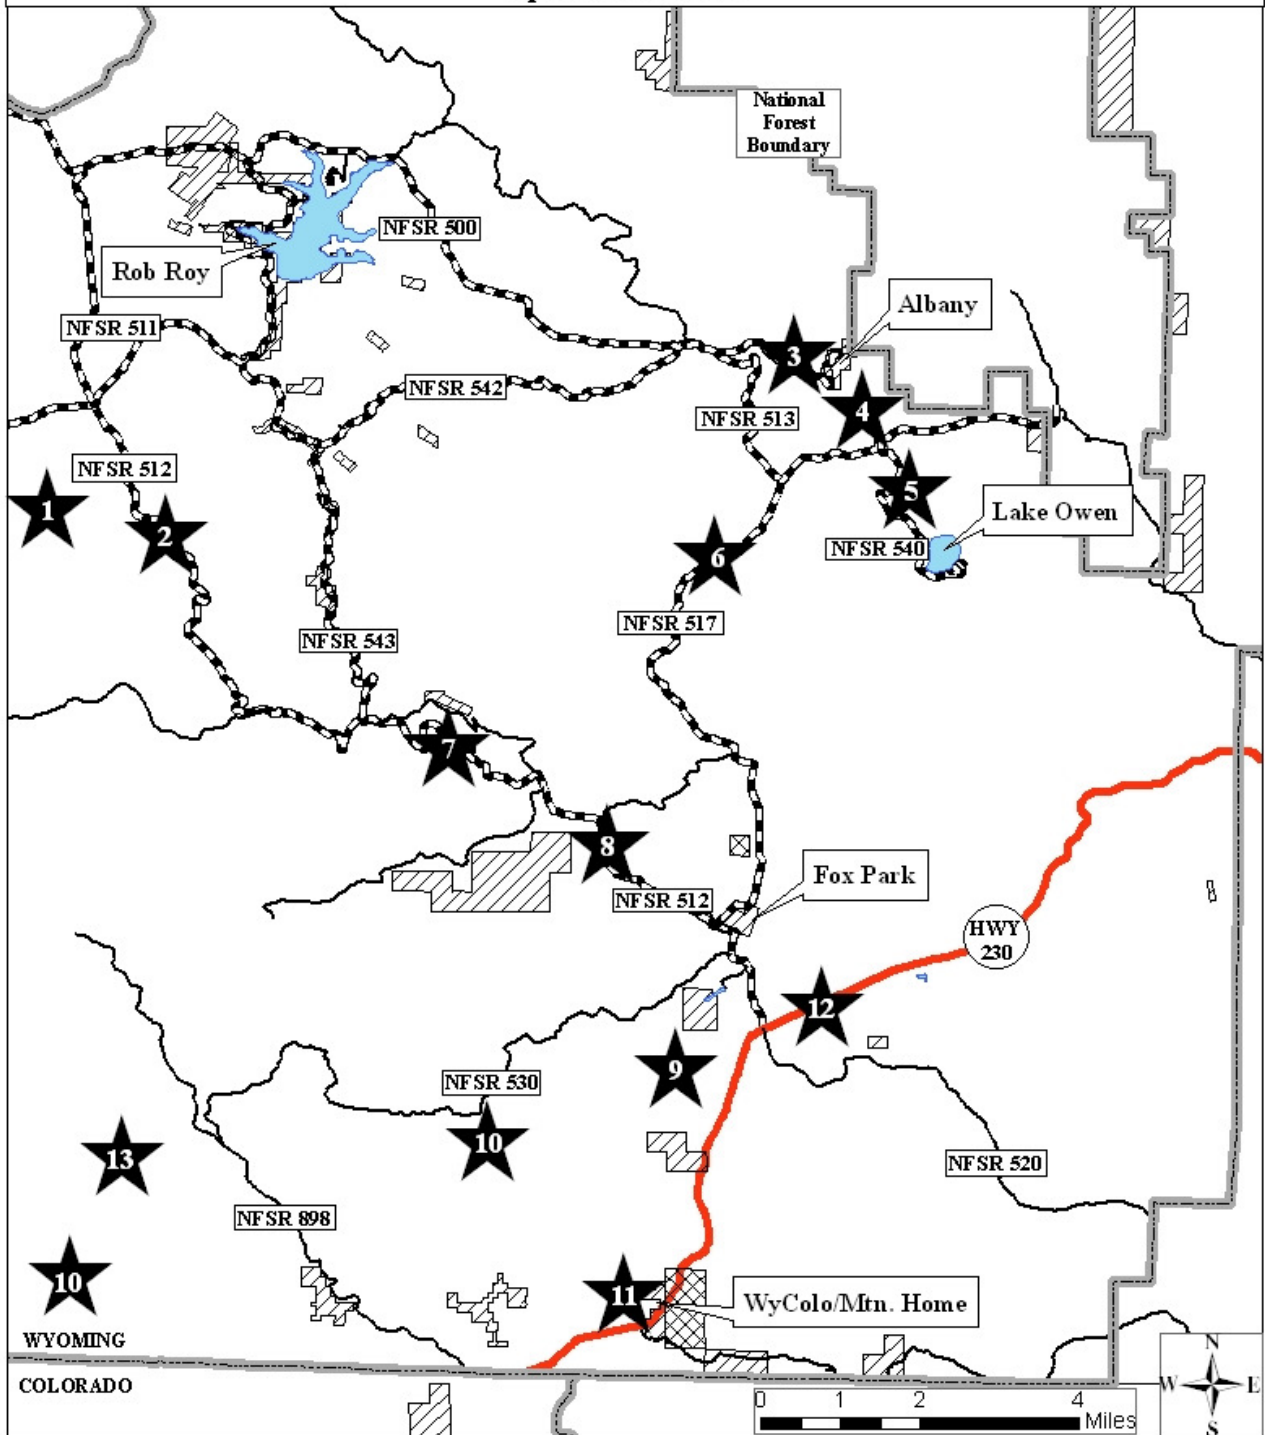 National
Forest
Boundary
NFSR 500
Rob Roy
Albany
NFSR 511
3
NFSR 542
4
NFSR 513
NFSR 512
5
1
Lake Owen
2
NFSR 540
6
NFSR 517
NFSR 543
7
8
Fox Park
NFSR 512
HWY
230
12
9
NFSR 530
10
13
NFSR 520
NFSR 898
10
11
WyColo/Mtn. Home
WYOMING
N
COLORADO
W E
0 1 2 4
Miles
S